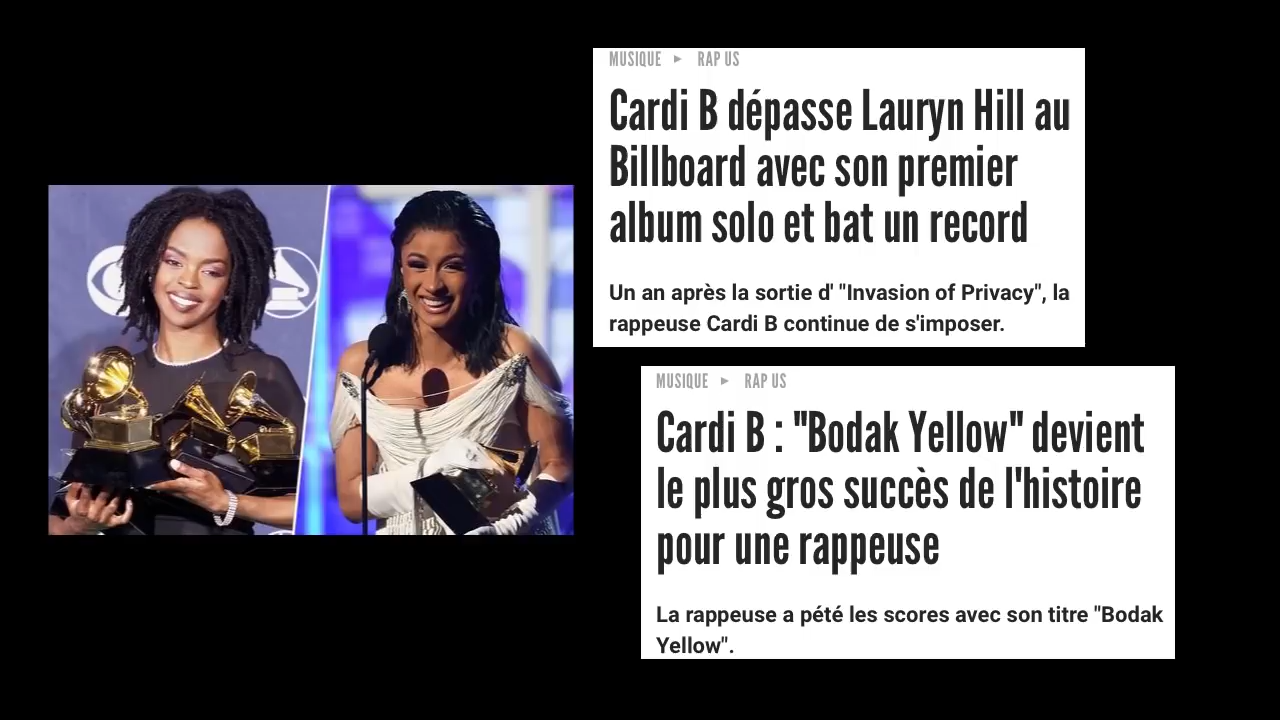 MUSIQUE ► RAP US
Cardi B dépasse Lauryn Hill au
Billboard avec son premier
album solo et bat un record
Un an après la sortie d' "Invasion of Privacy", la
rappeuse Cardi B continue de s'imposer.
MUSIQUE ► RAP US
Cardi B : "Bodak Yellow" devient
le plus gros succès de l'histoire
pour une rappeuse
La rappeuse a pété les scores avec son titre "Bodak
Yellow".